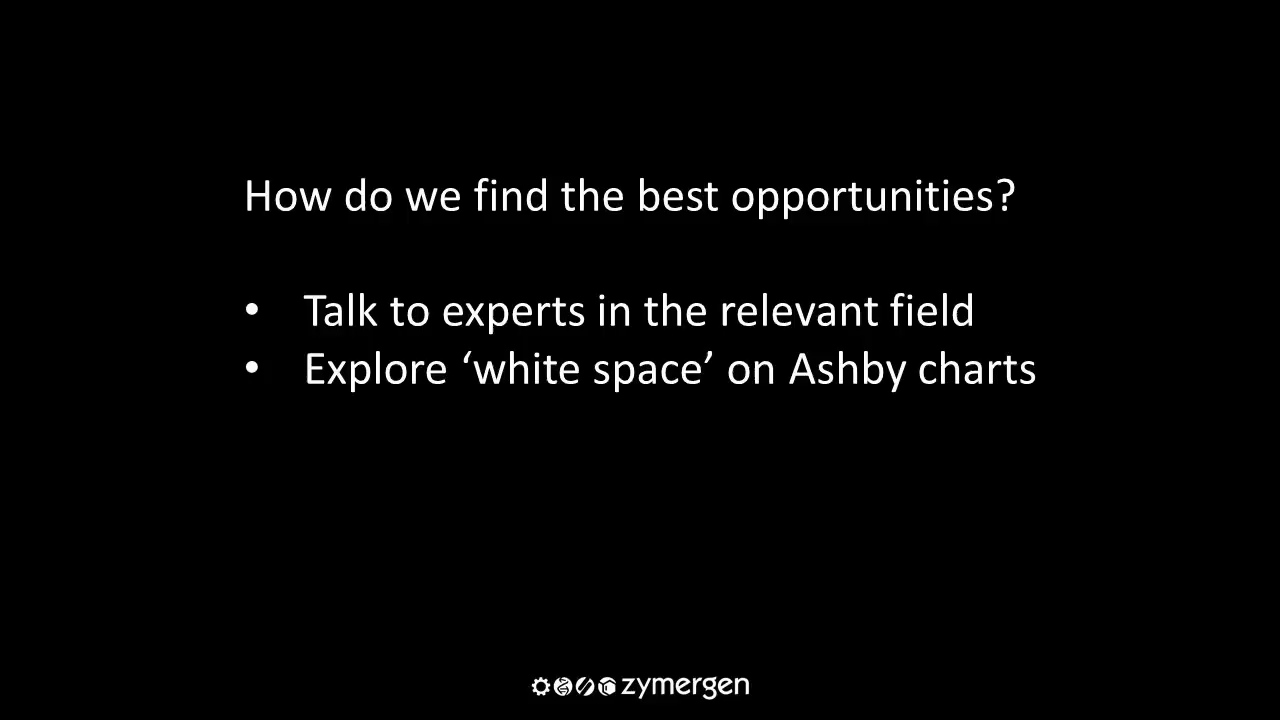 How do we find the best opportunities?
• Talk to experts in the relevant field
• Explore ‘white space’ on Ashby charts
zymergen